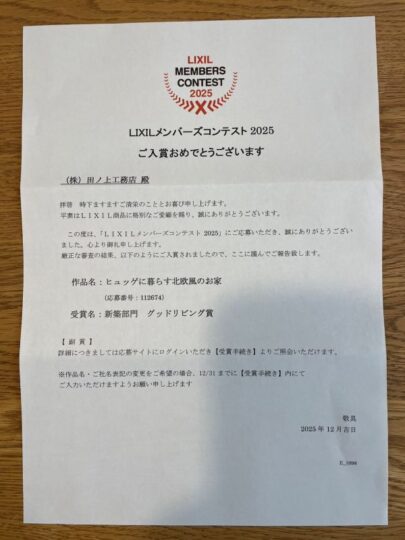 LIXIL
MEMBERS
CONTEST
2025
LIXILメンバーズコンテスト 2025
ご入賞おめでとうございます
（株）田ノ上工務店 殿
拝啓 時下ますますご清栄のこととお喜び申し上げます。
平素はＬＩＸＩＬ商品に格別なご愛顧を賜り、誠にありがとうございます。
この度は、「ＬＩＸＩＬメンバーズコンテスト 2025」にご応募いただき、誠にありがとうござい
ました。心より御礼申し上げます。
厳正な審査の結果、以下のようにご入賞されましたので、ここに謹んでご報告致します。
作品名：ヒュッゲに暮らす北欧風のお家
（応募番号：112674）
受賞名：新築部門 グッドリビング賞
【 副 賞 】
詳細につきましては応募サイトにログインいただき【受賞手続き】よりご照会いただけます。
※作品名・ご社名表記の変更をご希望の場合、12/31 までに【受賞手続き】内にて
ご入力いただけますようお願い申し上げます
敬具
2025 年 12 月吉日